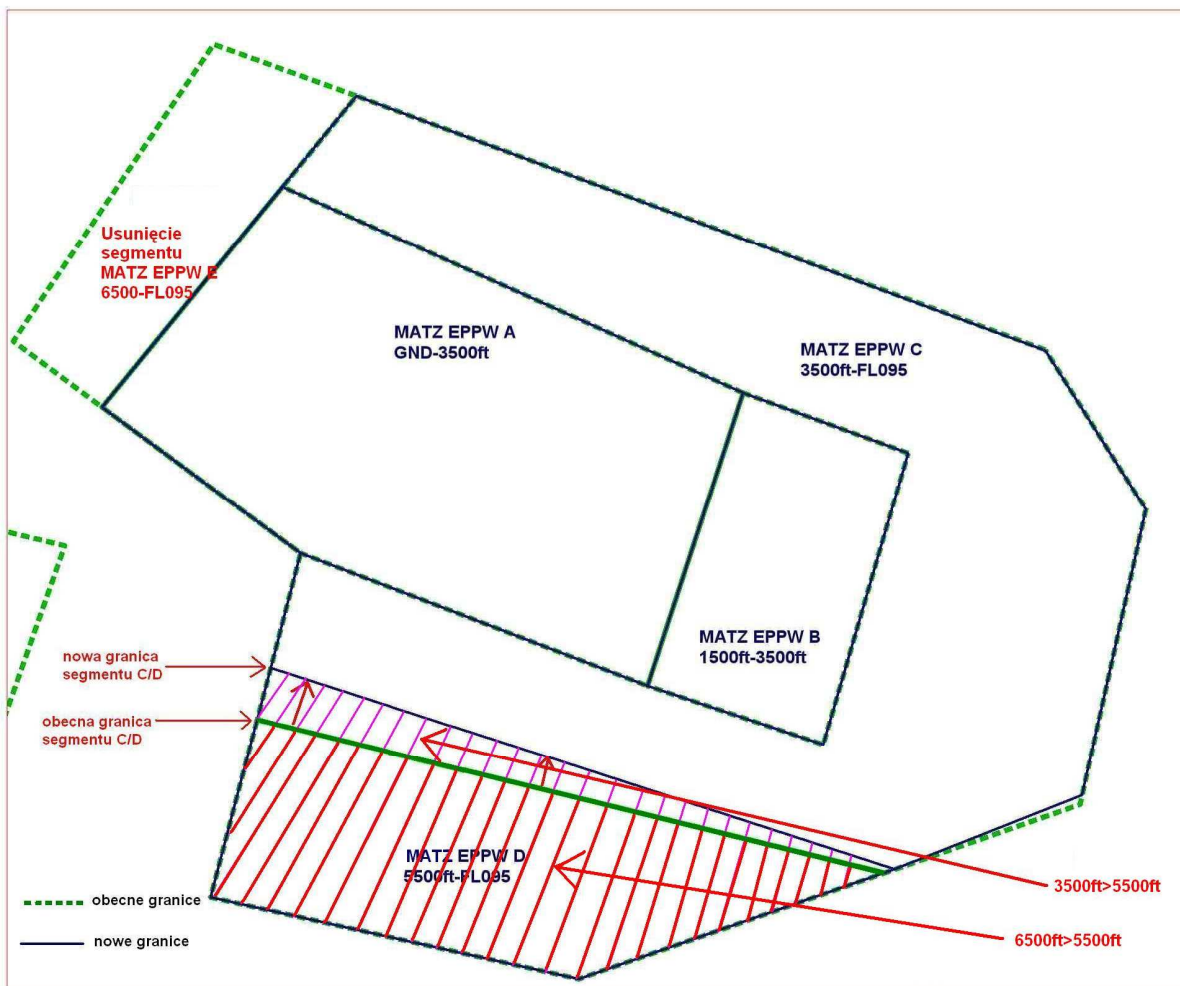 Usunięcie
segmentu
MATZ EPPW E
6500-FL095
MATZ EPPW A
GND-3500ft
MATZ EPPW C
3500ft-FL095
MATZ EPPW B
1500ft-3500ft
nowa granica
segmentu C/D
obecna granica
segmentu C/D
MATZ EPPW D
5500ft-FL095
3500ft>5500ft
obecne granice
6500ft>5500ft
nowe granice